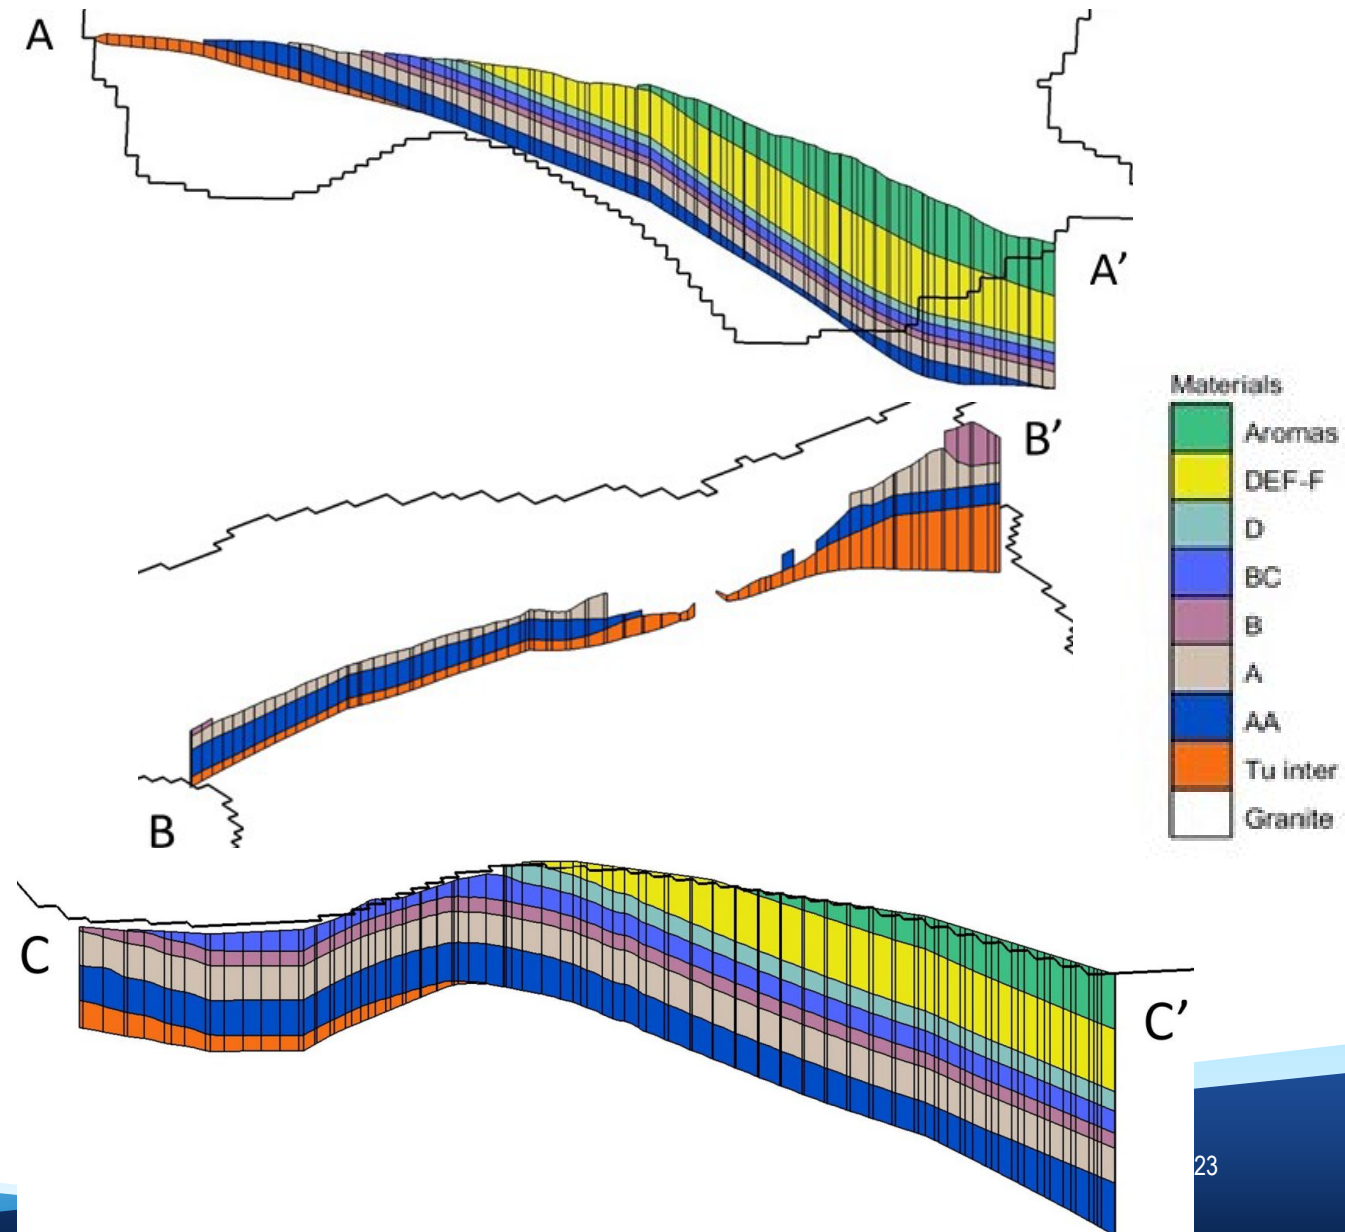 A
A’
B’
Materials
Aromas
DEF-F
D
BC
B
A
AA
Tu inter
Granite
B
C
C’
23